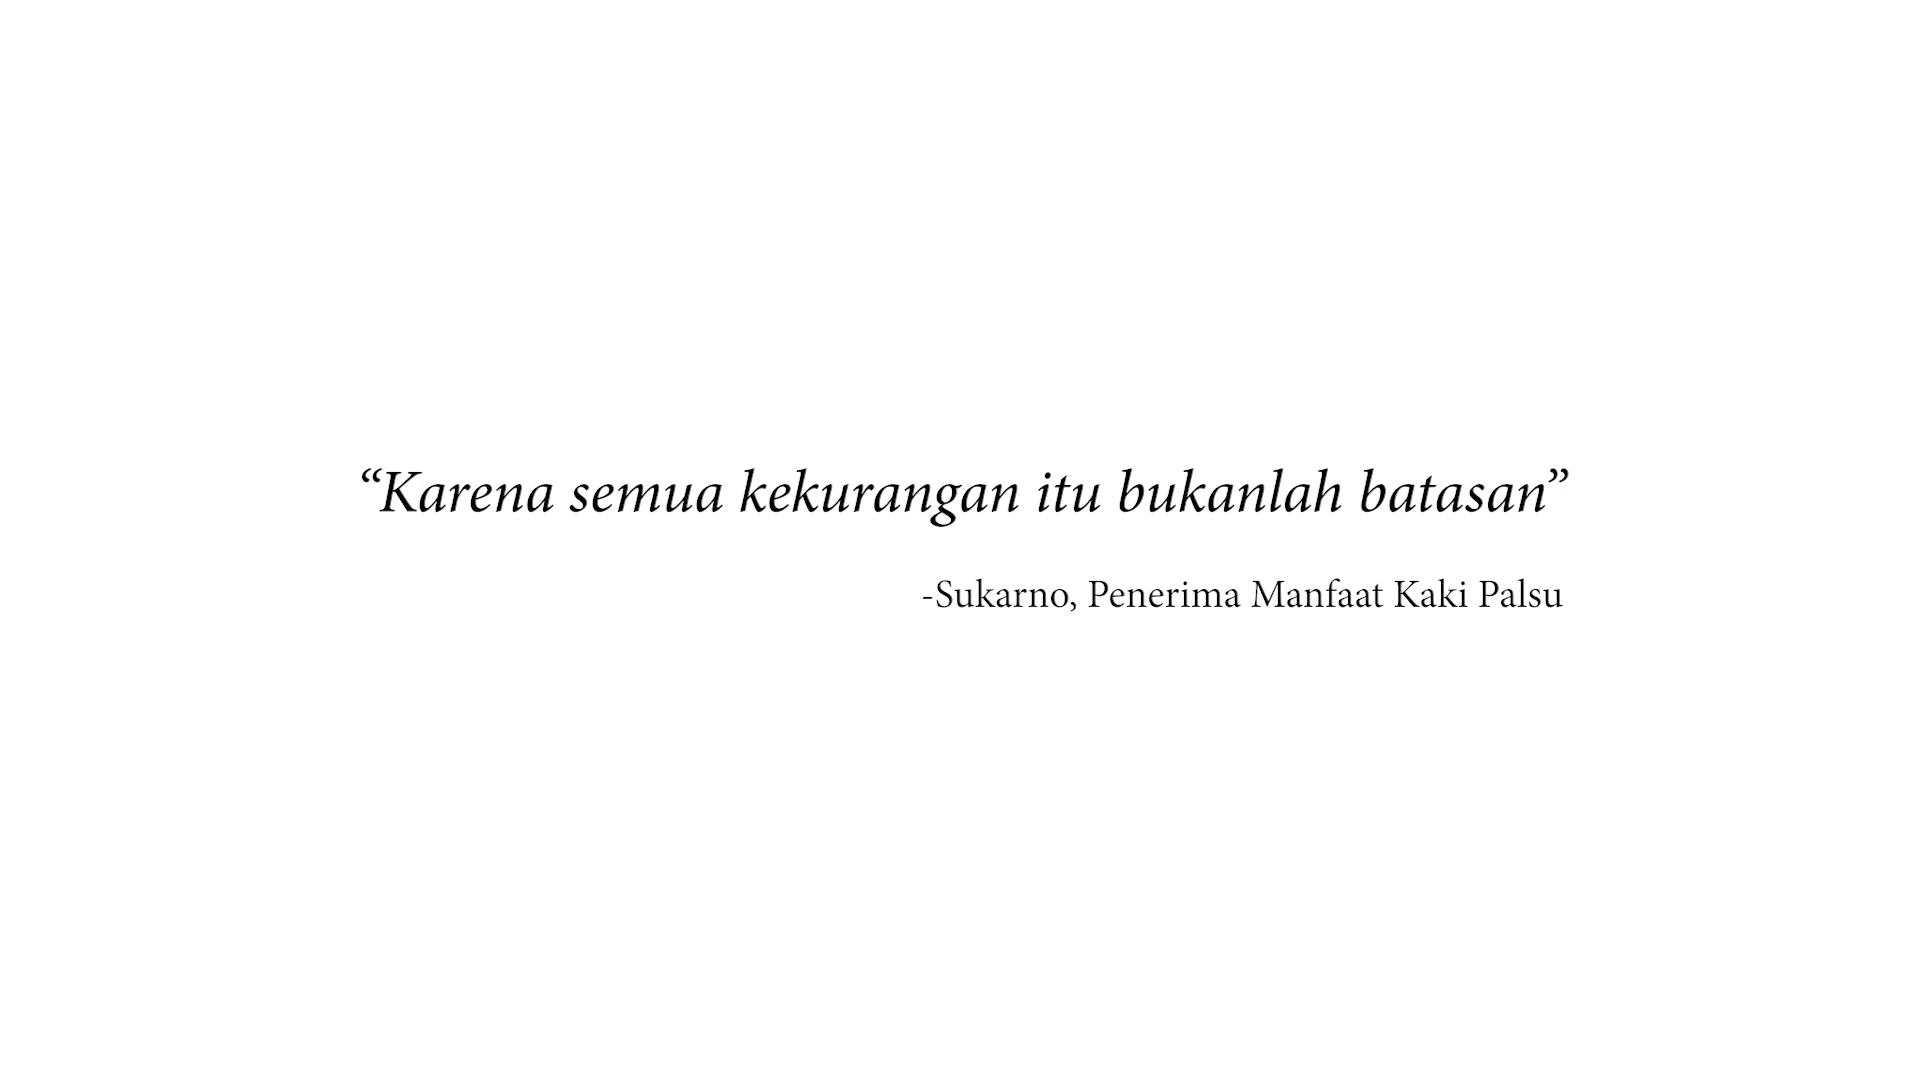 “Karena semua kekurangan itu bukanlah batasan”
-Sukarno, Penerima Manfaat Kaki Palsu